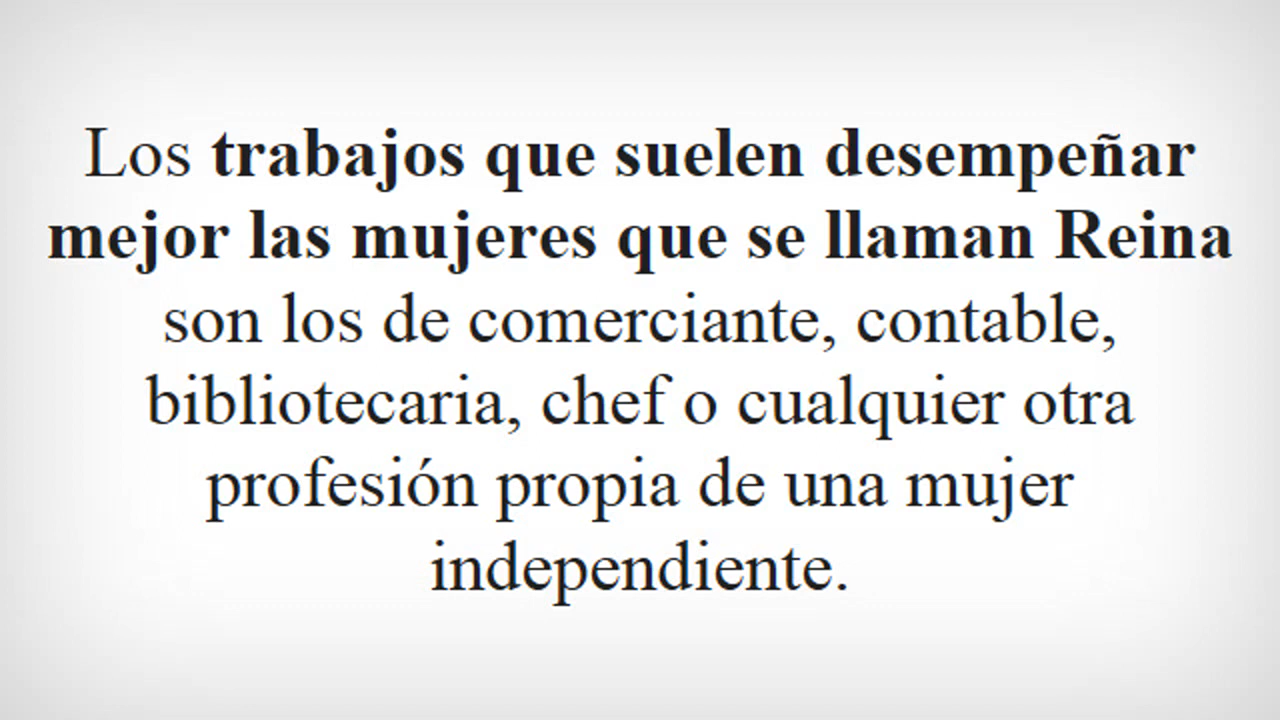 Los trabajos que suelen desempeñar
mejor las mujeres que se llaman Reina
son los de comerciante, contable,
bibliotecaria, chef o cualquier otra
profesión propia de una mujer
independiente.